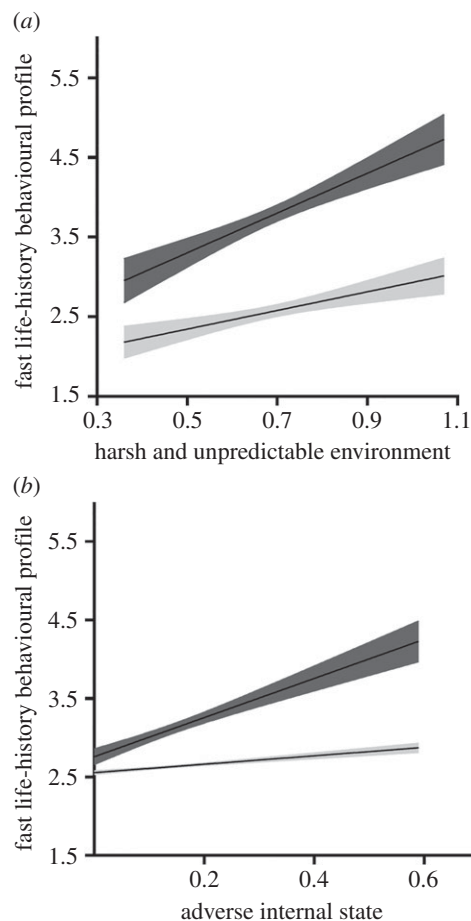 (a)
fast life-history behavioural profile
5.5
4.5
3.5
2.5
1.5
0.3 0.5 0.7 0.9 1.1
harsh and unpredictable environment
(b)
fast life-history behavioural profile
5.5
4.5
3.5
2.5
1.5
0.2 0.4 0.6
adverse internal state